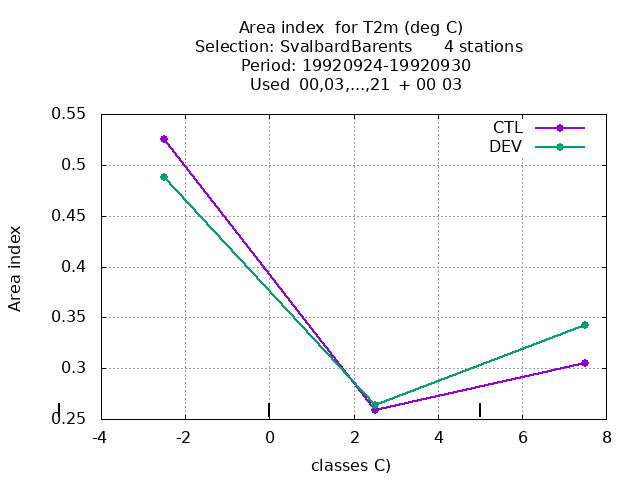 Area index  for T2m (deg C)
Selection: SvalbardBarents      4 stations
Period: 19920924-19920930
Used  00,03,...,21  + 00 03
0.55
CTL
DEV
0.5
0.45
0.4
0.35
0.3
0.25
Area index
-4
-2
0
2
4
6
8
classes C)